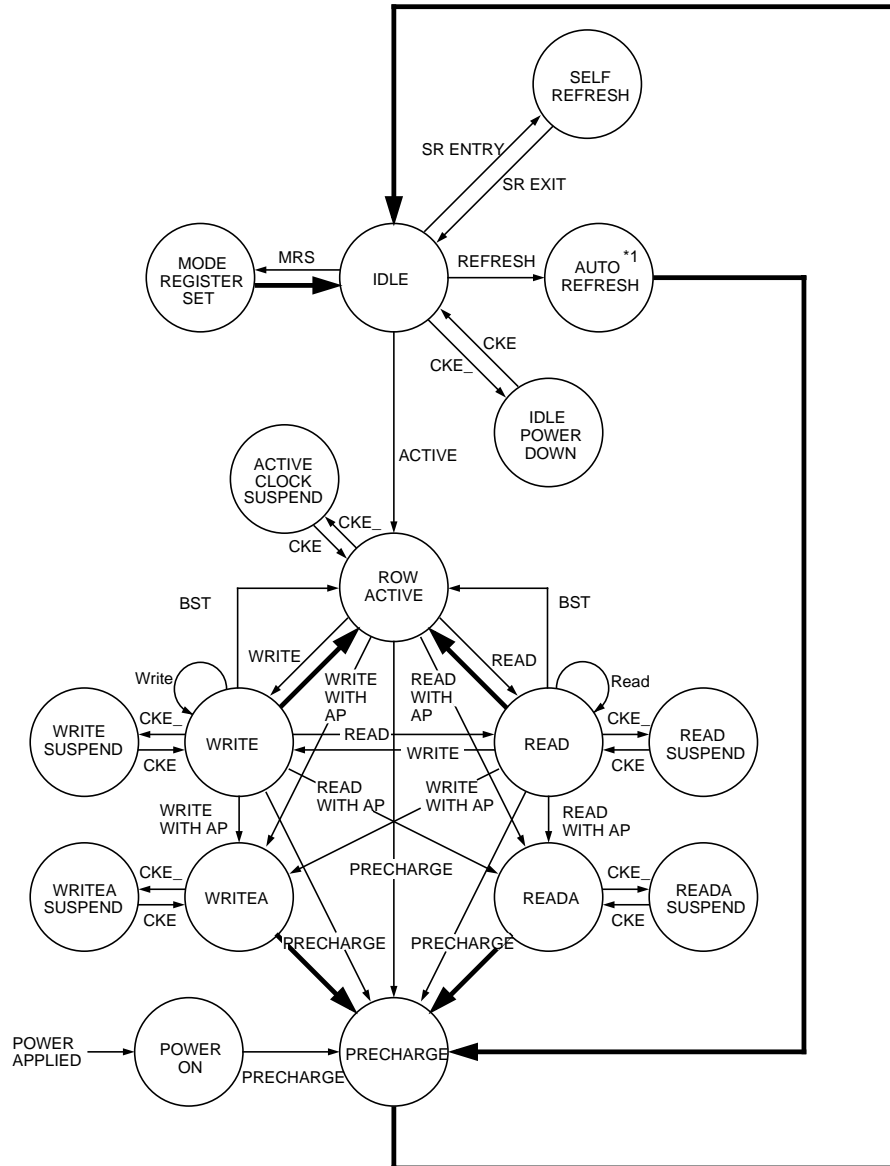 SELF
REFRESH
SR ENTRY
SR EXIT
MODE
REGISTER
SET
MRS
IDLE
REFRESH
AUTO *1
REFRESH
CKE
CKE_
IDLE
POWER
DOWN
ACTIVE
ACTIVE
CLOCK
SUSPEND
CKE_
CKE
ROW
ACTIVE
BST
BST
WRITE
READ
Write
WRITE
WITH
AP
READ
WITH
AP
Read
WRITE
SUSPEND
CKE_
CKE
WRITE
READ
WRITE
READ
CKE_
CKE
READ
SUSPEND
WRITE
WITH AP
READ
WITH AP
WRITE
WITH AP
READ
WITH AP
WRITEA
SUSPEND
CKE_
CKE
WRITEA
PRECHARGE
READA
CKE_
CKE
READA
SUSPEND
PRECHARGE
PRECHARGE
POWER
APPLIED
POWER
ON
PRECHARGE
PRECHARGE